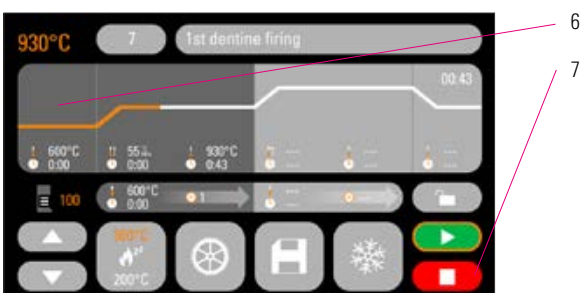 6
930°C 7 1st dentine firing
7
00:43
600°C 55 930°C --- --- ---
0:00 0:00 0:43 --- --- ---
100 600°C 1 --- ---
0:00 ---
200°C